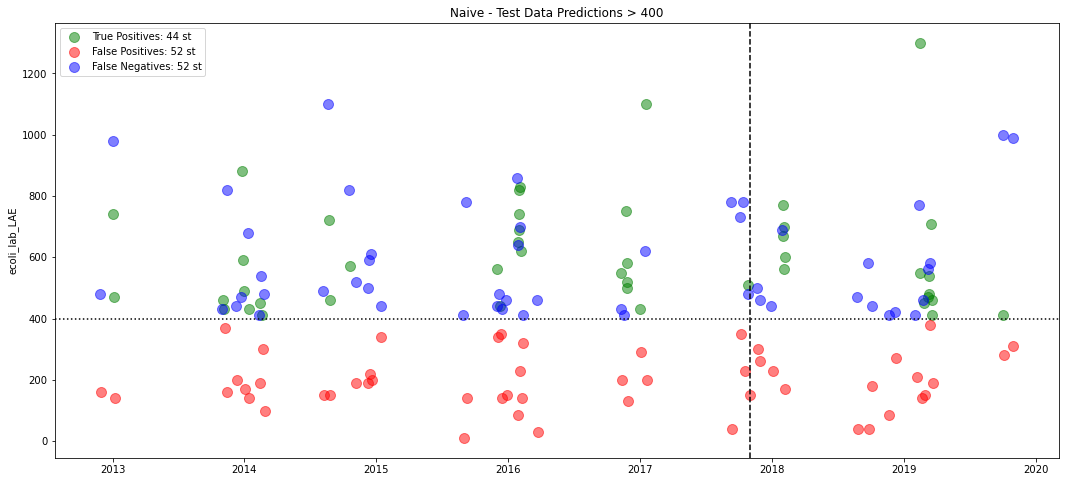 Naive - Test Data Predictions > 400
True Positives: 44 st
False Positives: 52 st
False Negatives: 52 st
ecoli_lab_LAE
1200
1000
800
600
400
200
0
2013 2014 2015 2016 2017 2018 2019 2020